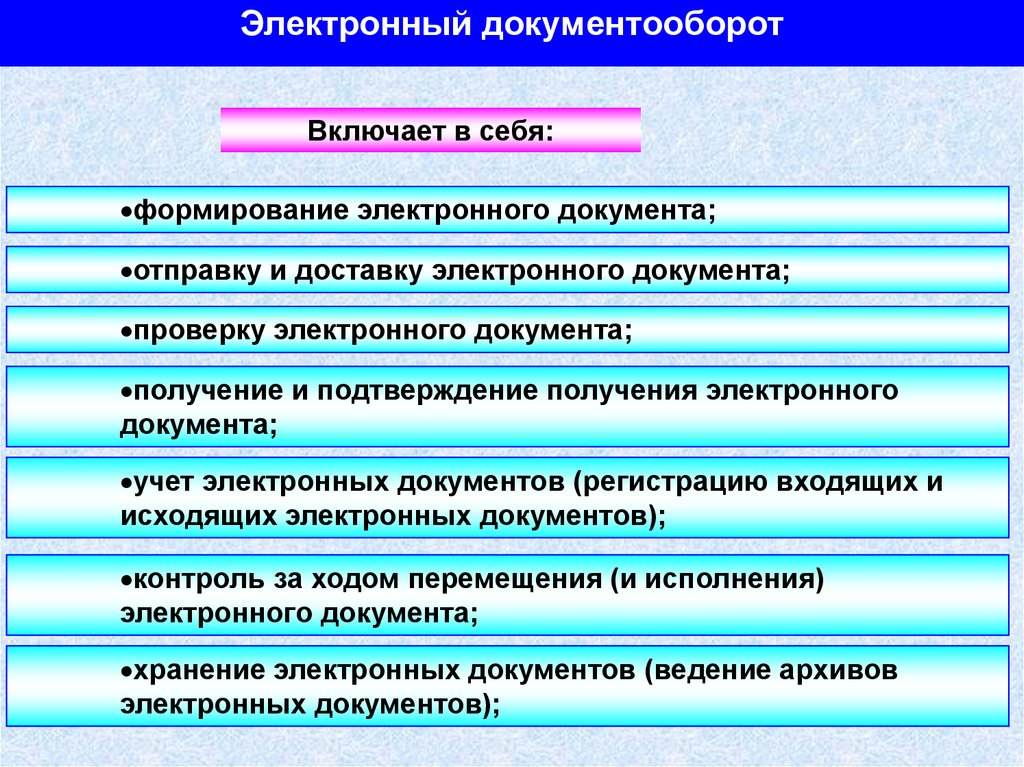 Электронный документооборот
Включает в себя:
•формирование электронного документа;
•отправку и доставку электронного документа;
•проверку электронного документа;
•получение и подтверждение получения электронного
документа;
•учет электронных документов (регистрацию входящих и
исходящих электронных документов);
•контроль за ходом перемещения (и исполнения)
электронного документа;
•хранение электронных документов (ведение архивов
электронных документов);